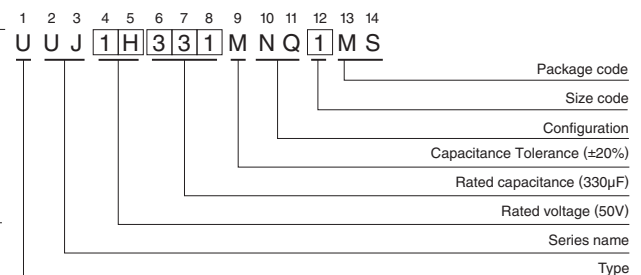 1 2 3 4 5 6 7 8 9 10 11 12 13 14
U U J 1 H 3 3 1 M N Q 1 M S
Package code
Size code
Configuration
Capacitance Tolerance (±20%)
Rated capacitance (330µF)
Rated voltage (50V)
Series name
Type